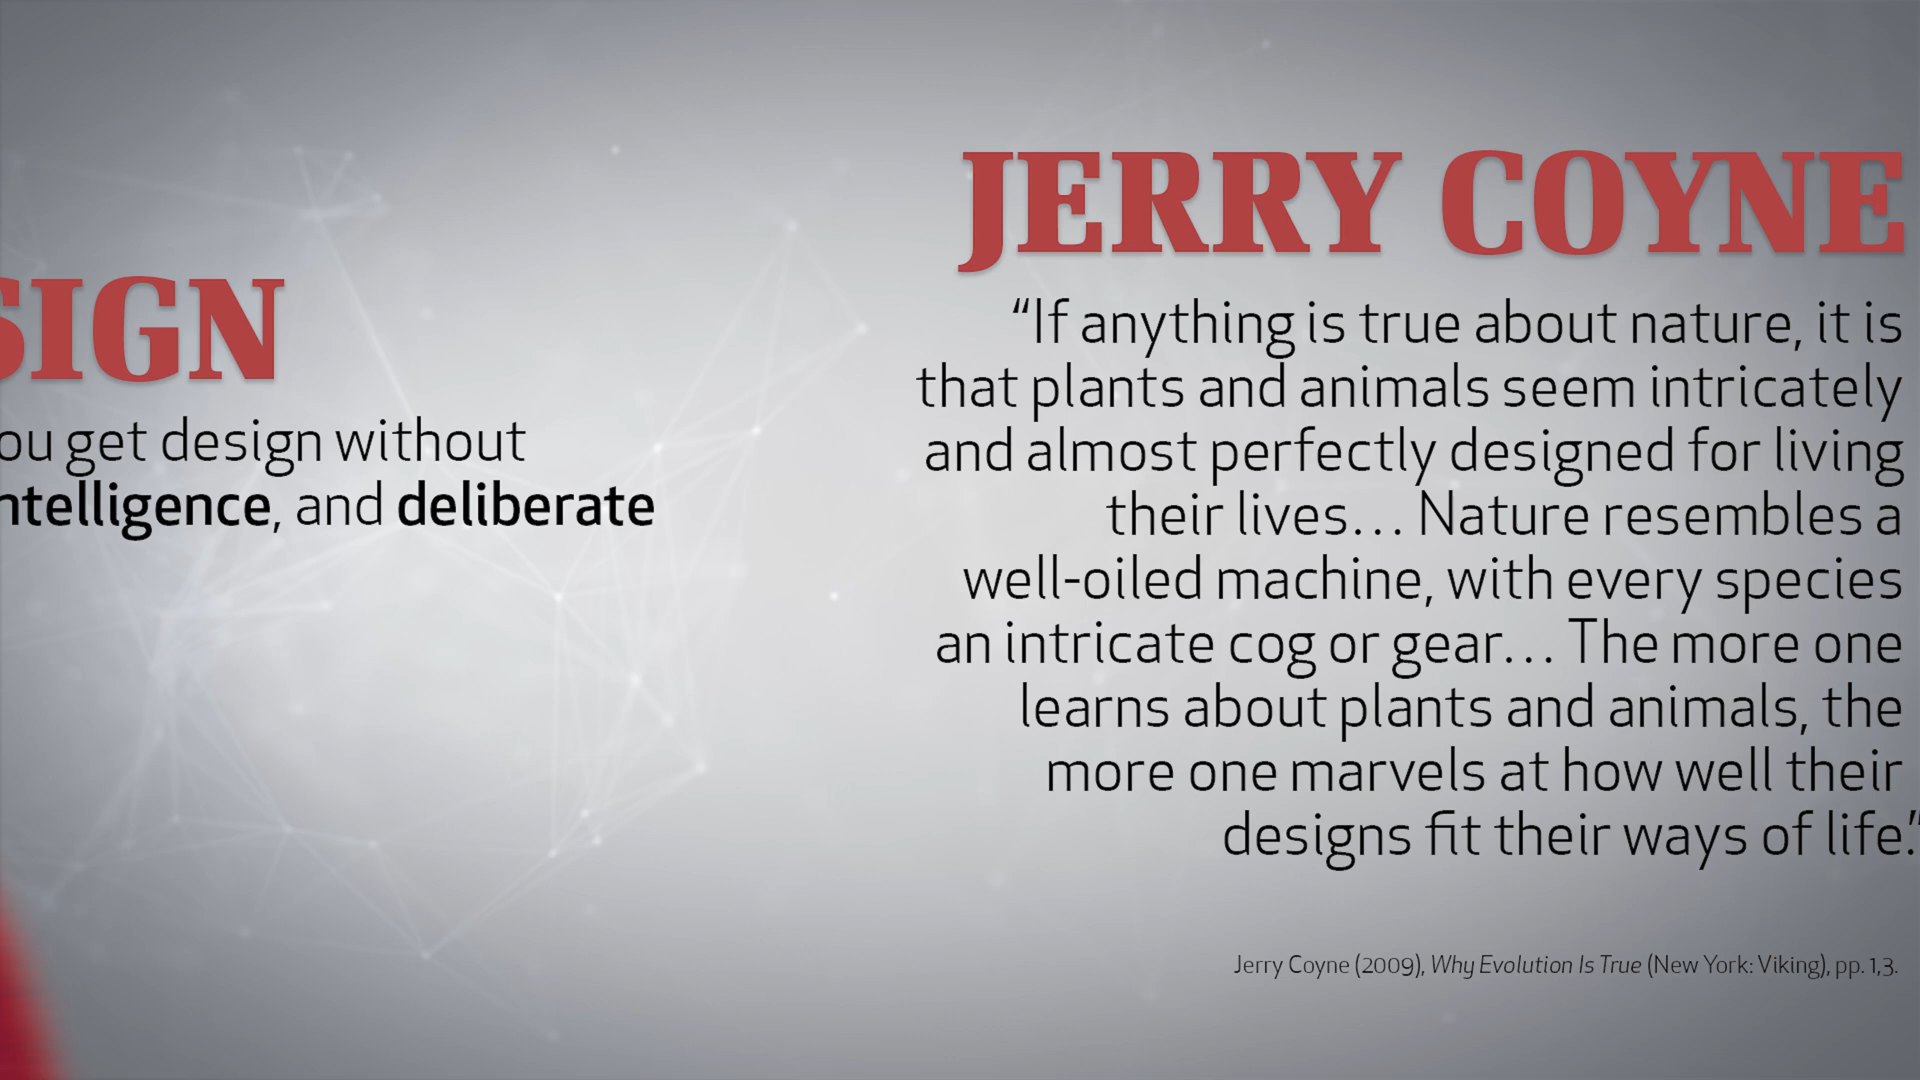 SIGN
ou get design without
ntelligence, and deliberate
JERRY COYNE
“If anything is true about nature, it is
that plants and animals seem intricately
and almost perfectly designed for living
their lives… Nature resembles a
well-oiled machine, with every species
an intricate cog or gear… The more one
learns about plants and animals, the
more one marvels at how well their
designs fit their ways of life.”
Jerry Coyne (2009), Why Evolution Is True (New York: Viking), pp. 1,3.